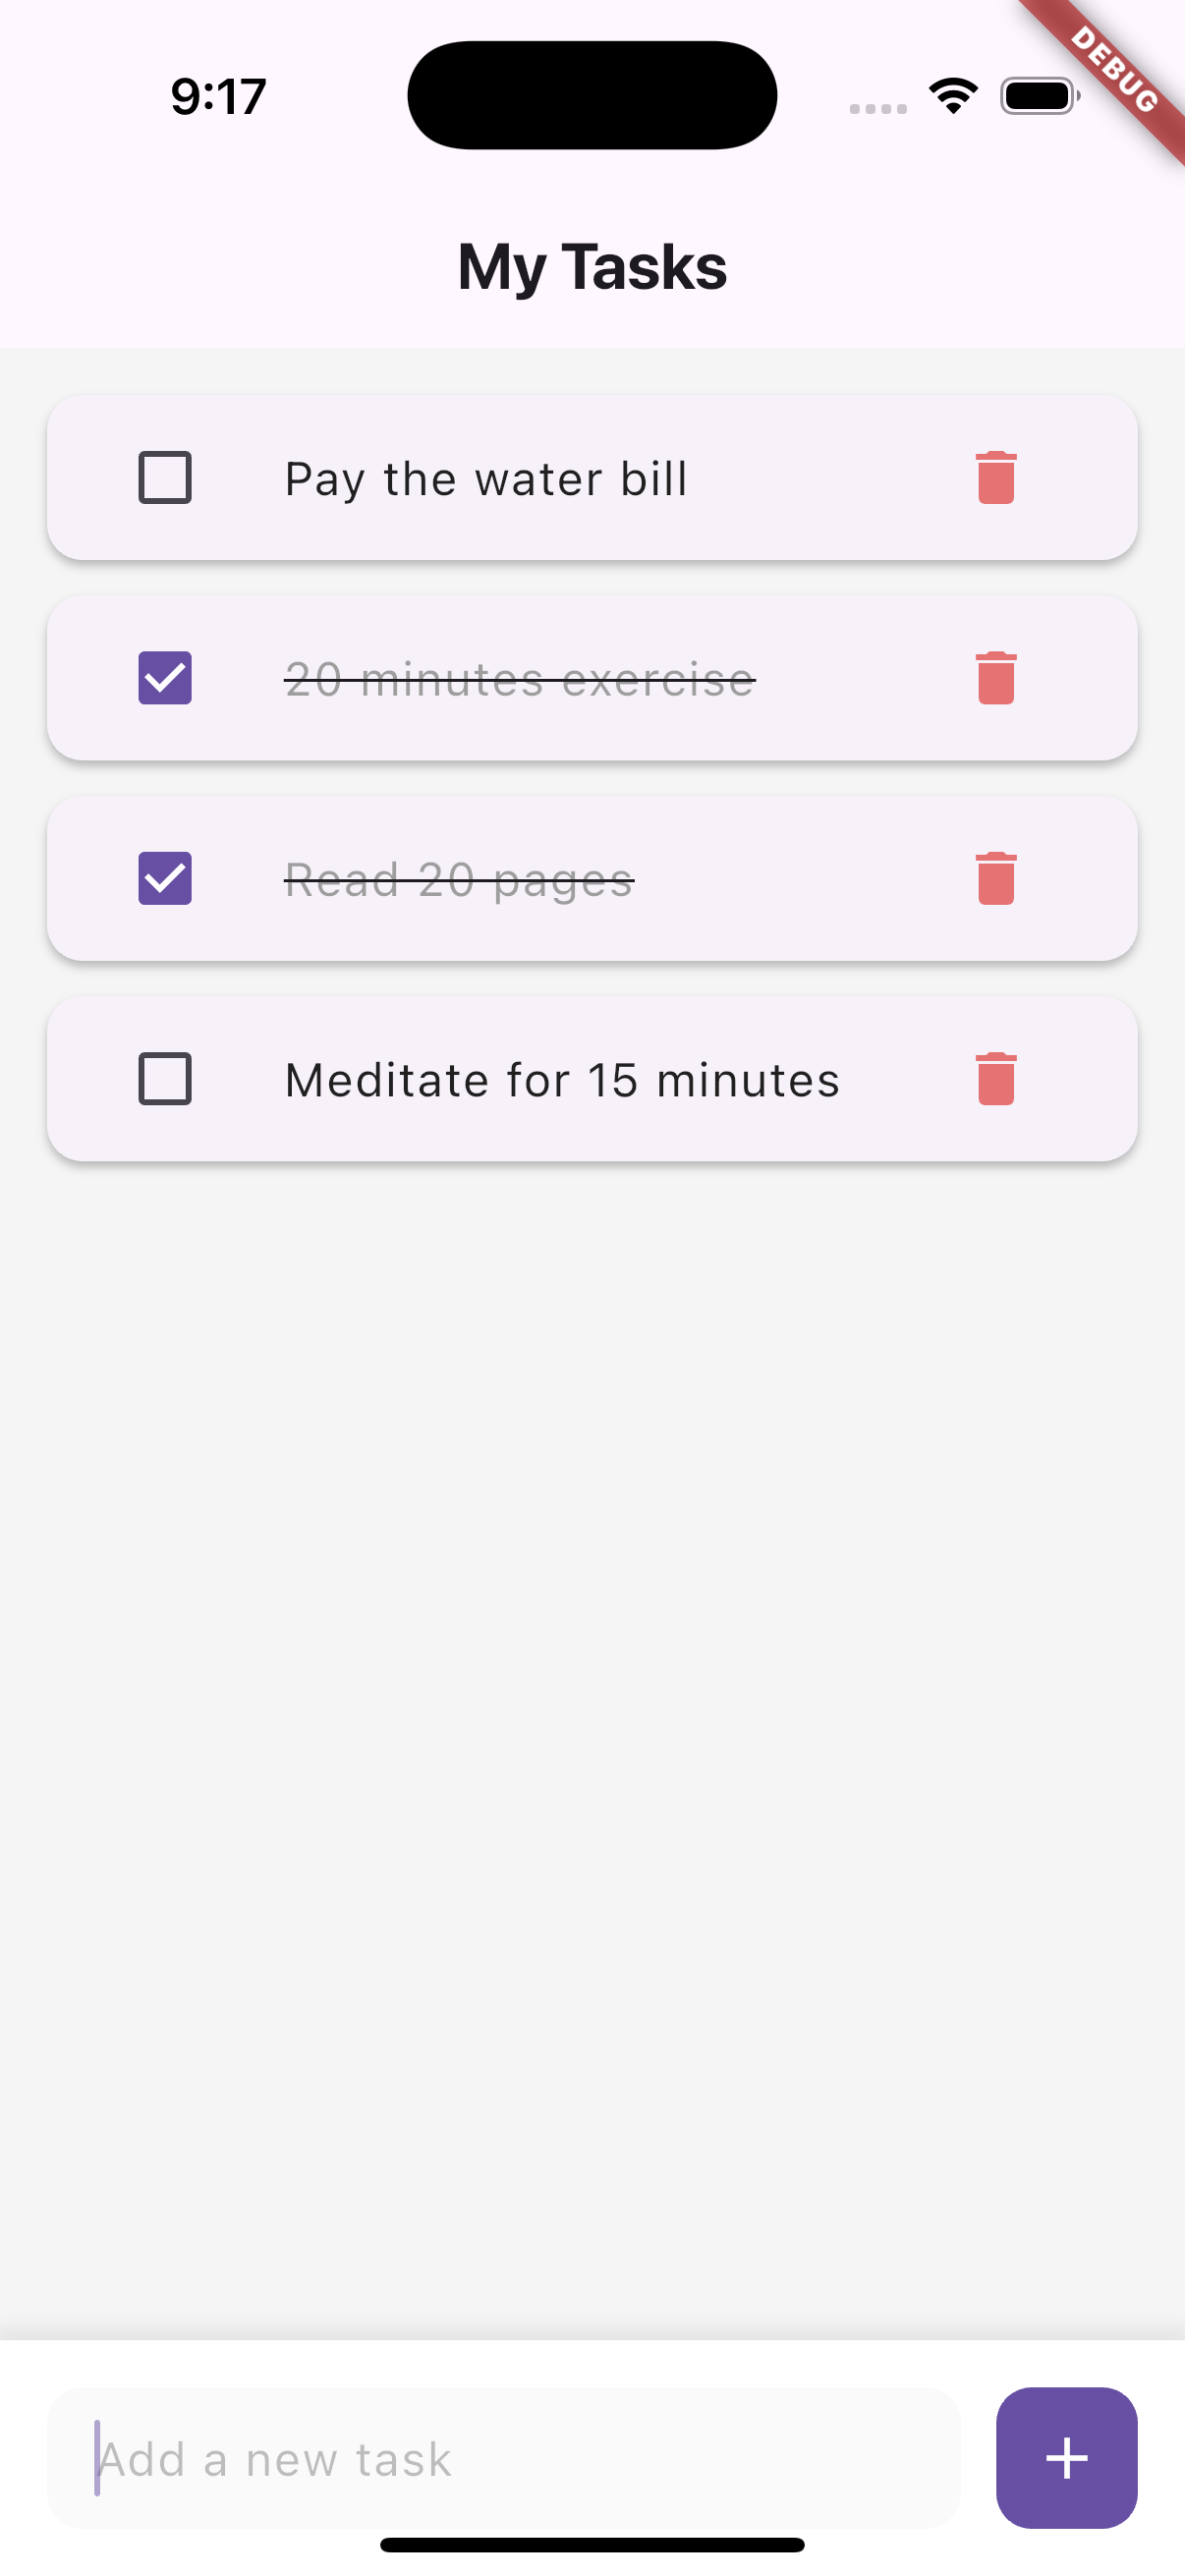 9:17
DEBUG
My Tasks
Pay the water bill
20 minutes exercise
Read 20 pages
Meditate for 15 minutes
Add a new task